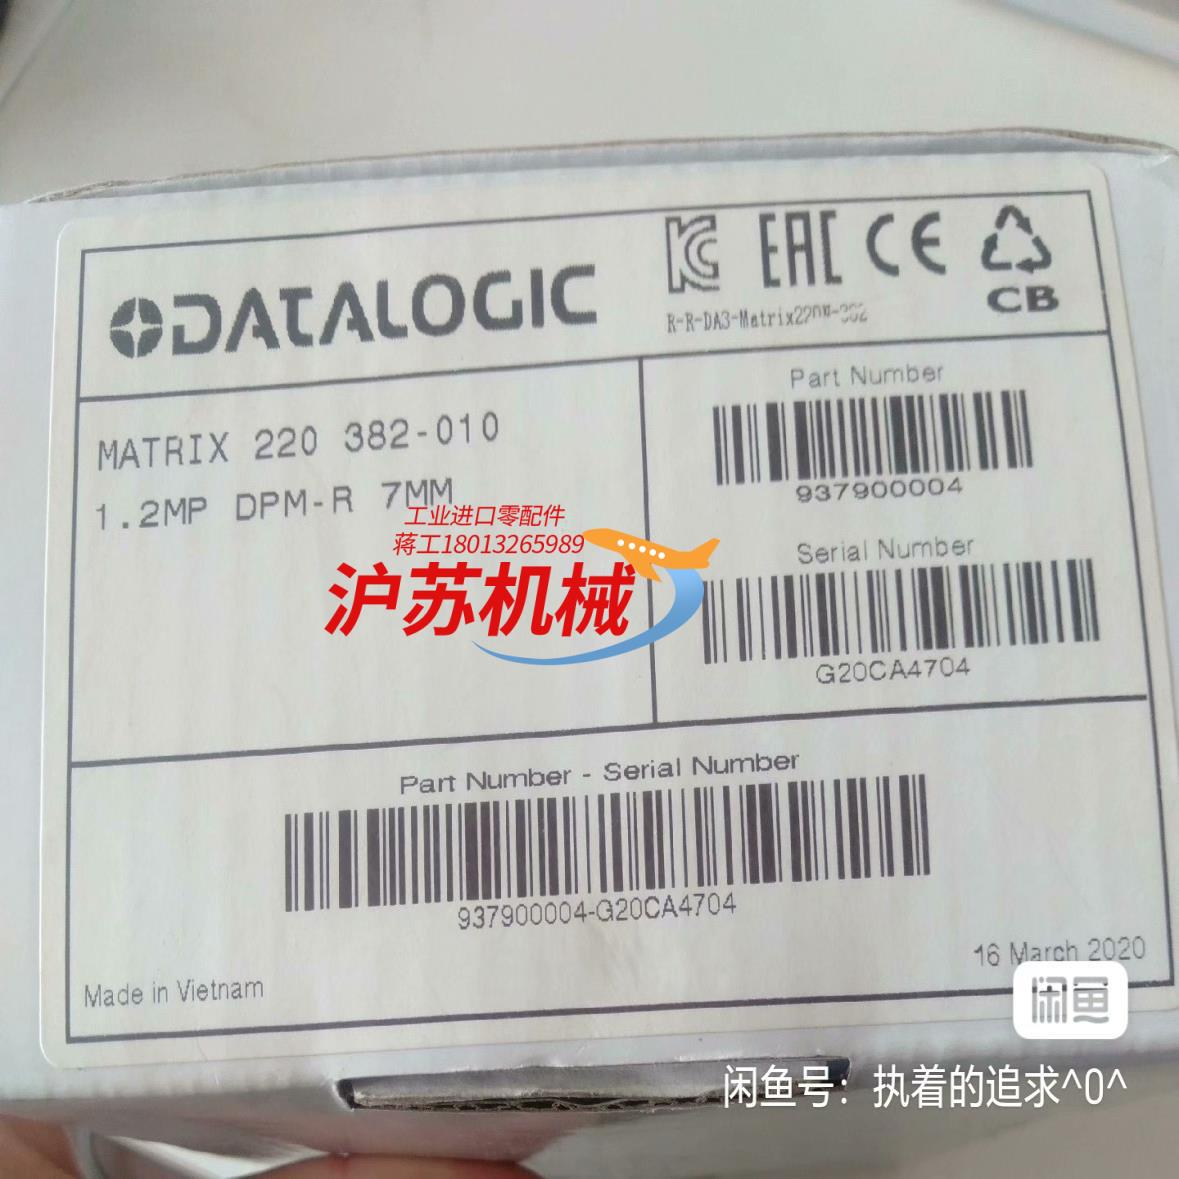 DATALOGIC
EAC CE
CB
R-R-DA3-Matrix220W-382
MATRIX 220 382-010
1.2MP DPM-R 7MM
Part Number
937900004
Serial Number
G20CA4704
工业进口零配件
蒋工18013265989
沪苏机械
Part Number - Serial Number
937900004-G20CA4704
Made in Vietnam
16 March 2020
闲鱼
闲鱼号：执着的追求^0^